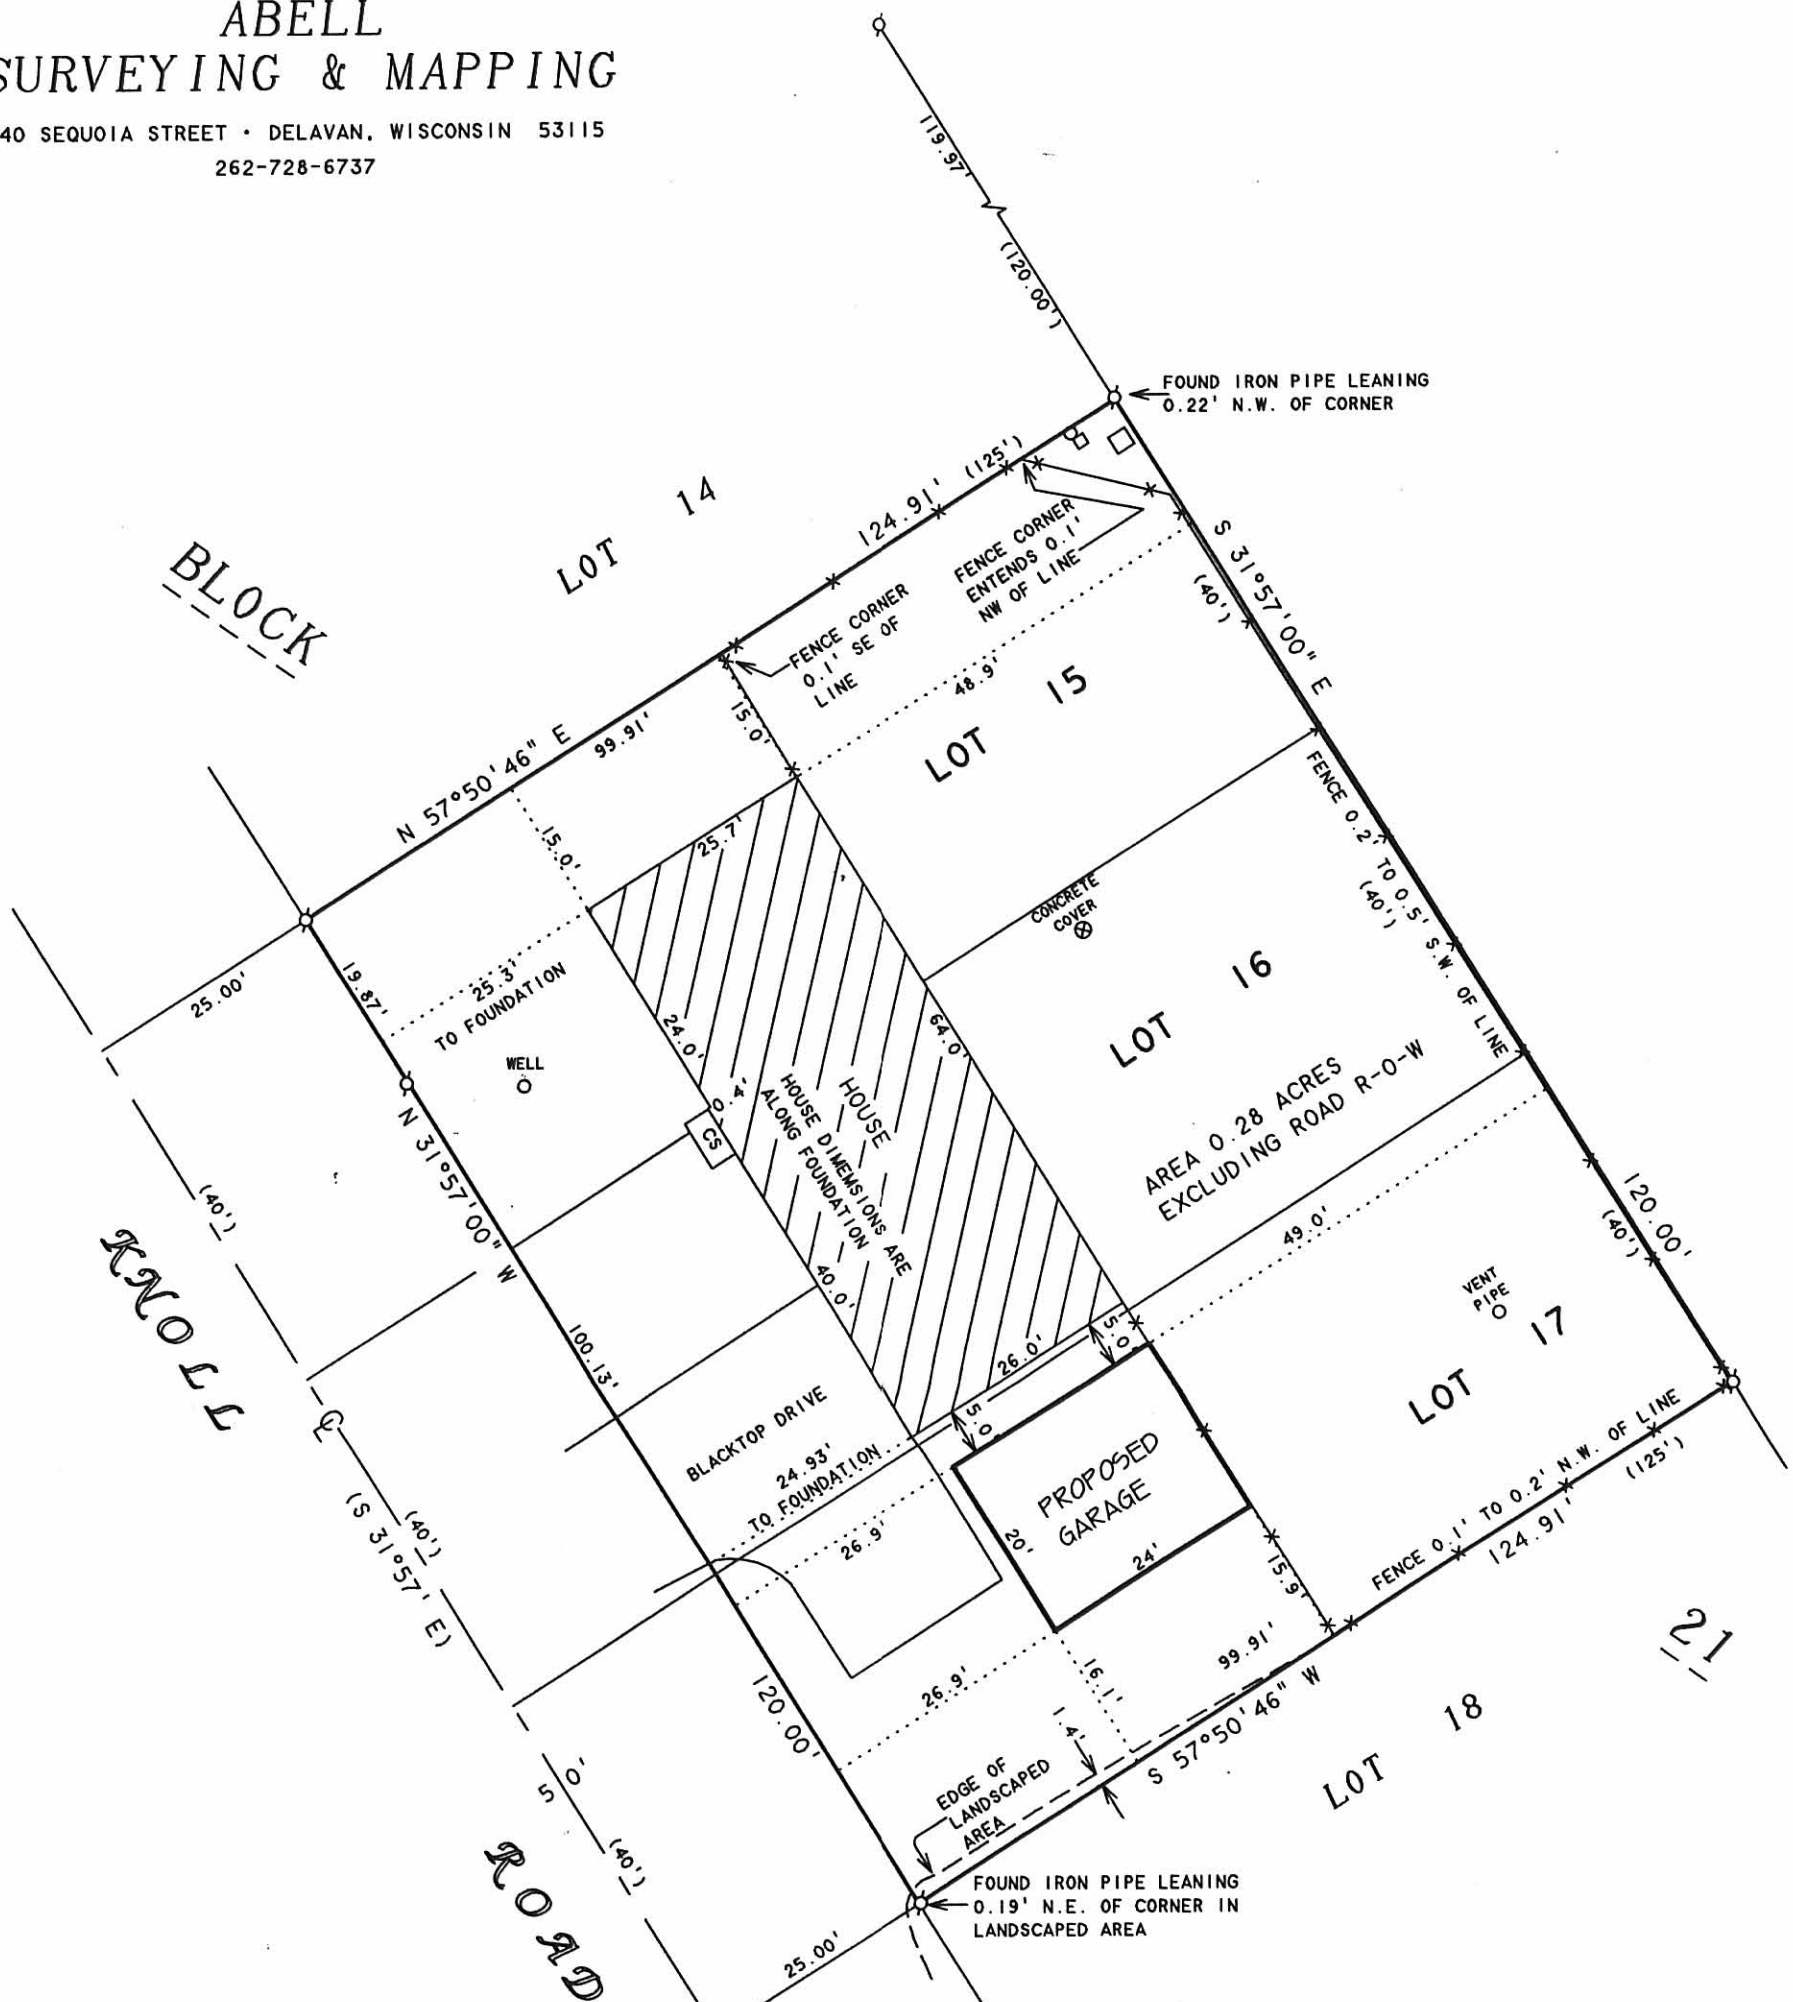 ABELL
SURVEYING & MAPPING
40 SEQUOIA STREET • DELAVAN, WISCONSIN 53115
262-728-6737
119.97'
(120.00')
FOUND IRON PIPE LEANING
0.22' N.W. OF CORNER
BLOCK
LOT 14
124.91' (125')
FENCE CORNER
ENTENDS 0.1'
NW OF LINE
FENCE CORNER
0.1' SE OF
LINE
S 31°57'00" E
(40')
N 57°50'46" E
99.91'
15.0'
48.9'
LOT 15
15.0'
25.7'
FENCE 0.2' TO 0.5' S.W. OF LINE
(40')
CONCRETE
COVER
25.00'
19.87'
25.3'
TO FOUNDATION
WELL
24.0'
64.0'
LOT 16
AREA 0.28 ACRES
EXCLUDING ROAD R-O-W
0.4'
CS
HOUSE
HOUSE DIMEMSIONS ARE
ALONG FOUNDATION
N 31°57'00" W
(40')
KNOLL
40.0'
49.0'
120.00'
(40')
VENT
PIPE
LOT 17
100.13'
26.0'
5.0'
5.0'
BLACKTOP DRIVE
24.93'
TO FOUNDATION
26.9'
PROPOSED
GARAGE
20'
24'
15.9'
FENCE 0.1' TO 0.2' N.W. OF LINE
(125')
124.91'
℄
(S 31°57' E)
(40')
21
120.00'
26.9'
16.1'
99.91'
S 57°50'46" W
1.4'
LOT 18
EDGE OF
LANDSCAPED
AREA
50'
(40')
ROAD
FOUND IRON PIPE LEANING
0.19' N.E. OF CORNER IN
LANDSCAPED AREA
25.00'